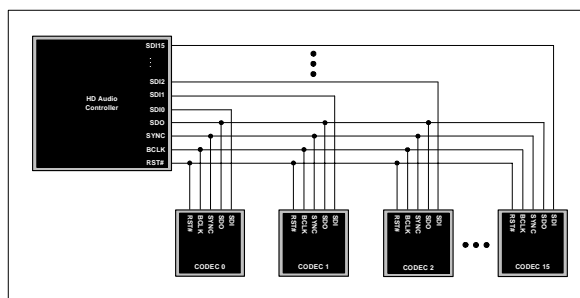 SDI15
HD Audio
Controller
SDI2
SDI1
SDI0
SDO
SYNC
BCLK
RST#
RST#
BCLK
SYNC
SDO
SDI
CODEC 0
RST#
BCLK
SYNC
SDO
SDI
CODEC 1
RST#
BCLK
SYNC
SDO
SDI
CODEC 2
RST#
BCLK
SYNC
SDO
SDI
CODEC 15